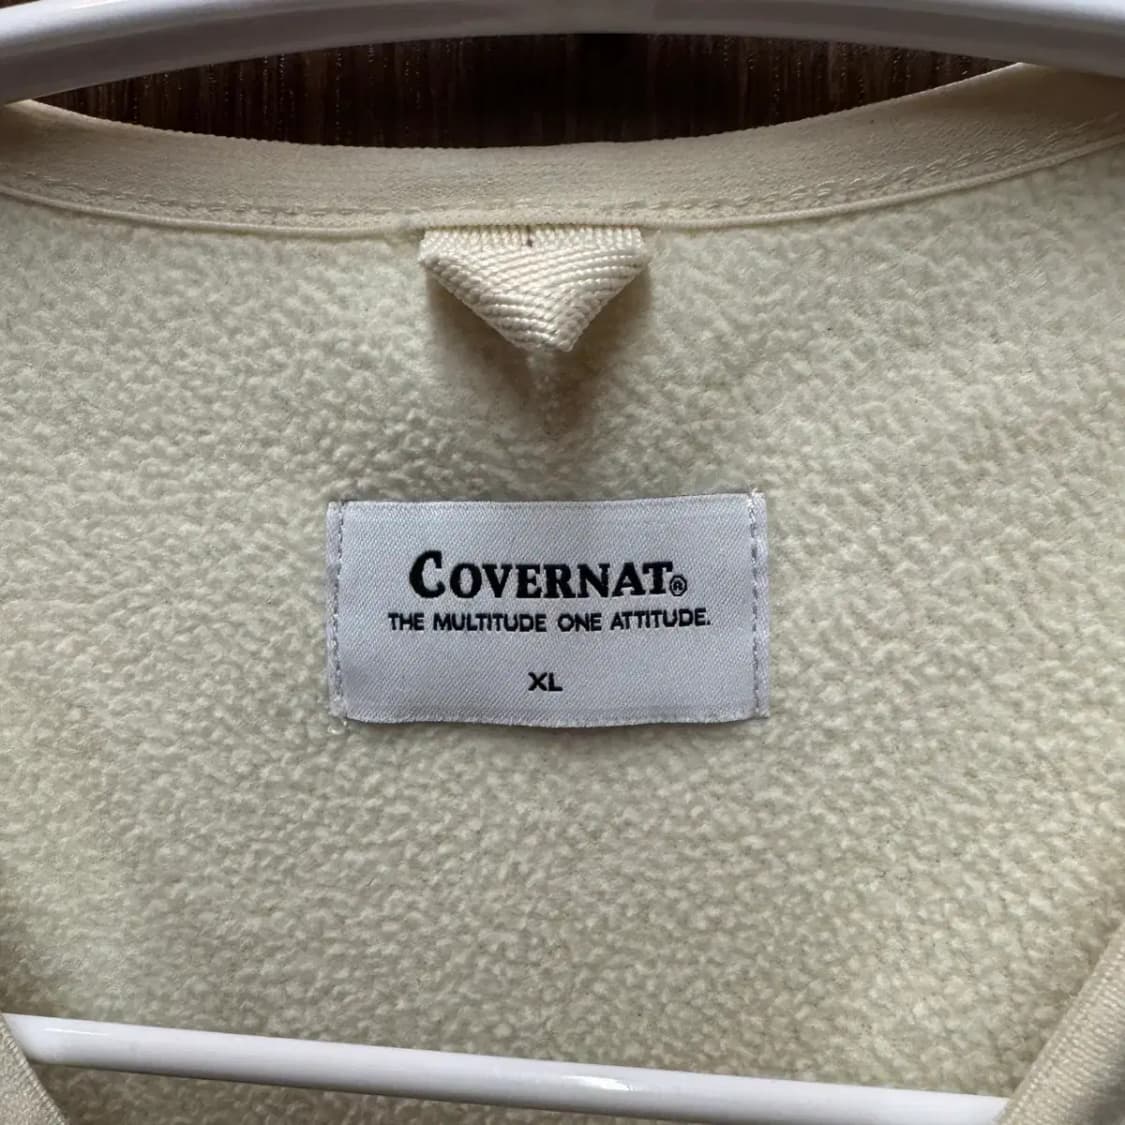 COVERNAT®
THE MULTITUDE ONE ATTITUDE.
XL